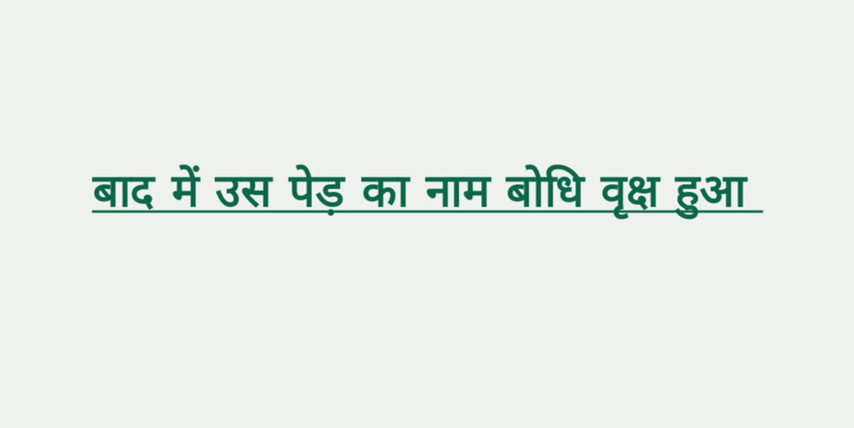 बाद में उस पेड़ का नाम बोधि वृक्ष हुआ